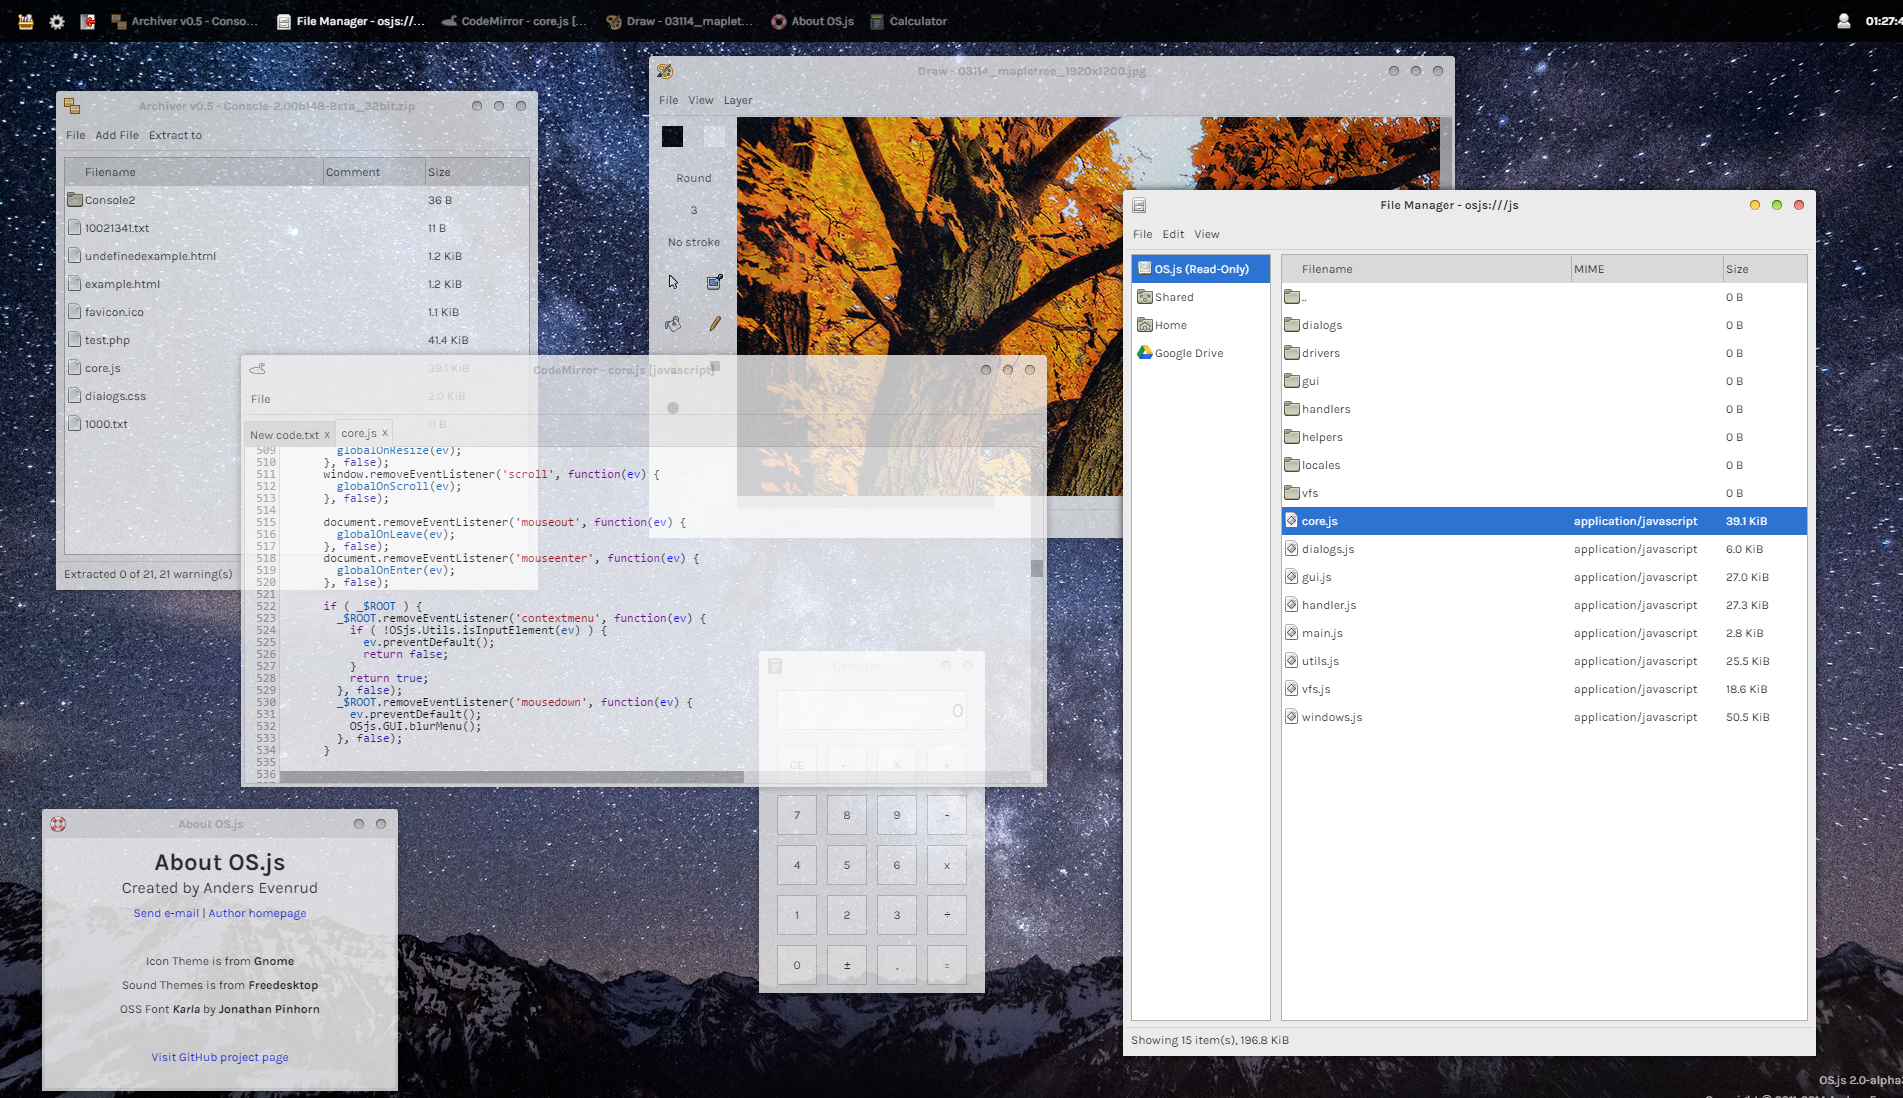 Archiver v0.5 - Conso... File Manager - osjs://... CodeMirror - core.js [... Draw - 03114_maplet... About OS.js Calculator 01:27:4
Archiver v0.5 - Console-2.00b148-Beta_32bit.zip
File Add File Extract to
Filename Comment Size
Console2 36 B
10021341.txt 11 B
undefinedexample.html 1.2 KiB
example.html 1.2 KiB
favicon.ico 1.1 KiB
test.php 41.4 KiB
core.js 39.1 KiB
dialogs.css 2.0 KiB
1000.txt 11 B
Extracted 0 of 21, 21 warning(s)
Draw - 03114_mapletree_1920x1200.jpg
File View Layer
Round
3
No stroke
CodeMirror - core.js [javascript]
File
New code.txt x core.js x
509 globalOnResize(ev);
510 }, false);
511 window.removeEventListener('scroll', function(ev) {
512 globalOnScroll(ev);
513 }, false);
514
515 document.removeEventListener('mouseout', function(ev) {
516 globalOnLeave(ev);
517 }, false);
518 document.removeEventListener('mouseenter', function(ev) {
519 globalOnEnter(ev);
520 }, false);
521
522 if ( _$ROOT ) {
523 _$ROOT.removeEventListener('contextmenu', function(ev) {
524 if ( !OSjs.Utils.isInputElement(ev) ) {
525 ev.preventDefault();
526 return false;
527 }
528 return true;
529 }, false);
530 _$ROOT.removeEventListener('mousedown', function(ev) {
531 ev.preventDefault();
532 OSjs.GUI.blurMenu();
533 }, false);
534 }
535
536
Calculator
0
CE ← % +
7 8 9 -
4 5 6 x
1 2 3 ÷
0 ± , =
About OS.js
About OS.js
Created by Anders Evenrud
Send e-mail | Author homepage
Icon Theme is from Gnome
Sound Themes is from Freedesktop
OSS Font Karla by Jonathan Pinhorn
Visit GitHub project page
File Manager - osjs:///js
File Edit View
OS.js (Read-Only)
Shared
Home
Google Drive
Filename MIME Size
.. 0 B
dialogs 0 B
drivers 0 B
gui 0 B
handlers 0 B
helpers 0 B
locales 0 B
vfs 0 B
core.js application/javascript 39.1 KiB
dialogs.js application/javascript 6.0 KiB
gui.js application/javascript 27.0 KiB
handler.js application/javascript 27.3 KiB
main.js application/javascript 2.8 KiB
utils.js application/javascript 25.5 KiB
vfs.js application/javascript 18.6 KiB
windows.js application/javascript 50.5 KiB
Showing 15 item(s), 196.8 KiB
OS.js 2.0-alpha